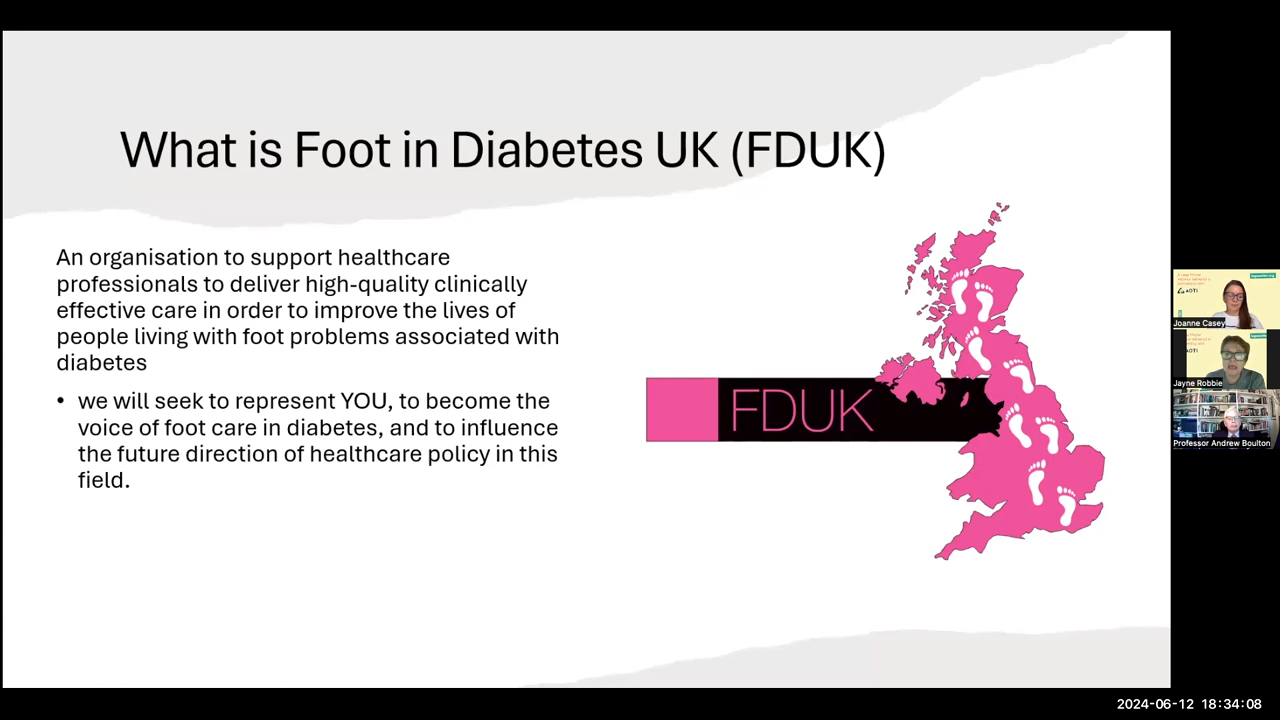 What is Foot in Diabetes UK (FDUK)
An organisation to support healthcare
professionals to deliver high-quality clinically
effective care in order to improve the lives of
people living with foot problems associated with
diabetes
• we will seek to represent YOU, to become the
voice of foot care in diabetes, and to influence
the future direction of healthcare policy in this
field.
FDUK
AOTI
Joanne Casey
Jayne Robbie
Professor Andrew Boulton
2024-06-12 18:34:08